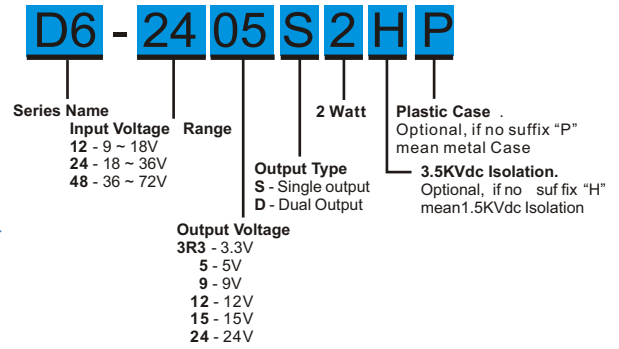 D6 - 24 05 S 2 H P
Series Name
Input Voltage Range
12 - 9 ~ 18V
24 - 18 ~ 36V
48 - 36 ~ 72V
Output Voltage
3R3 - 3.3V
5 - 5V
9 - 9V
12 - 12V
15 - 15V
24 - 24V
Output Type
S - Single output
D - Dual Output
2 Watt
Plastic Case .
Optional, if no suffix “P”
mean metal Case
3.5KVdc Isolation.
Optional, if no suf fix “H”
mean1.5KVdc Isolation